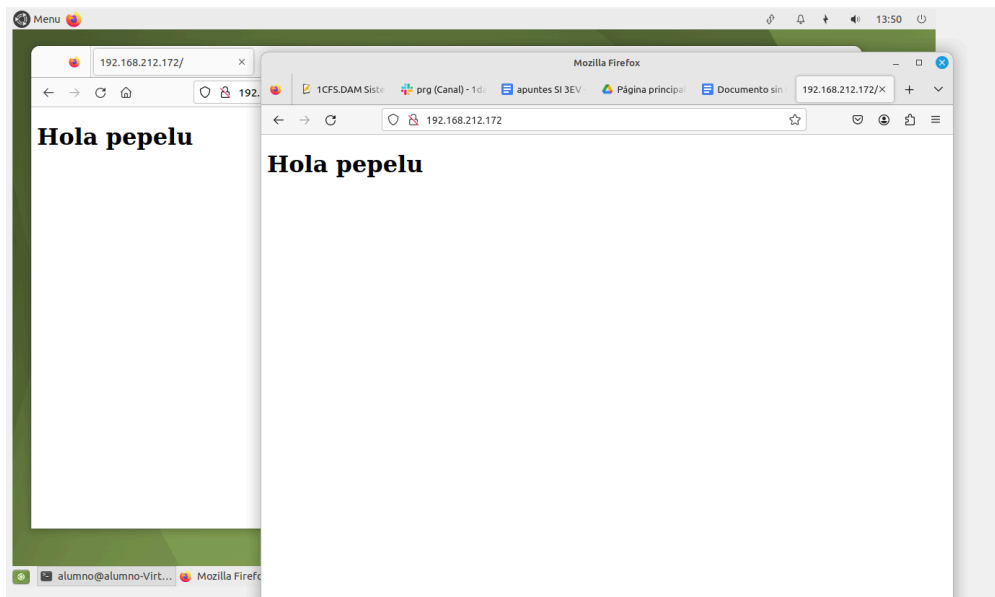 Menu
13:50
192.168.212.172/
192.
Hola pepelu
Mozilla Firefox
1CFS.DAM Siste
prg (Canal) - 1da
apuntes SI 3EV -
Página principal
Documento sin
192.168.212.172/
192.168.212.172
Hola pepelu
alumno@alumno-Virt...
Mozilla Firefo